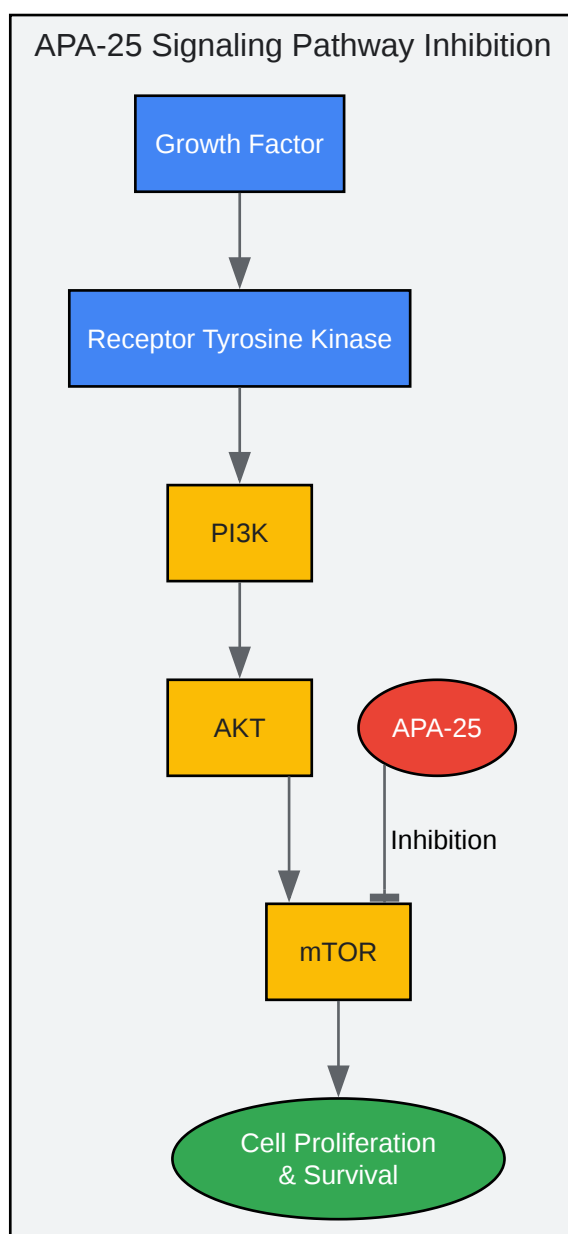 APA-25 Signaling Pathway Inhibition
Growth Factor
Receptor Tyrosine Kinase
PI3K
AKT
APA-25
Inhibition
mTOR
Cell Proliferation
& Survival